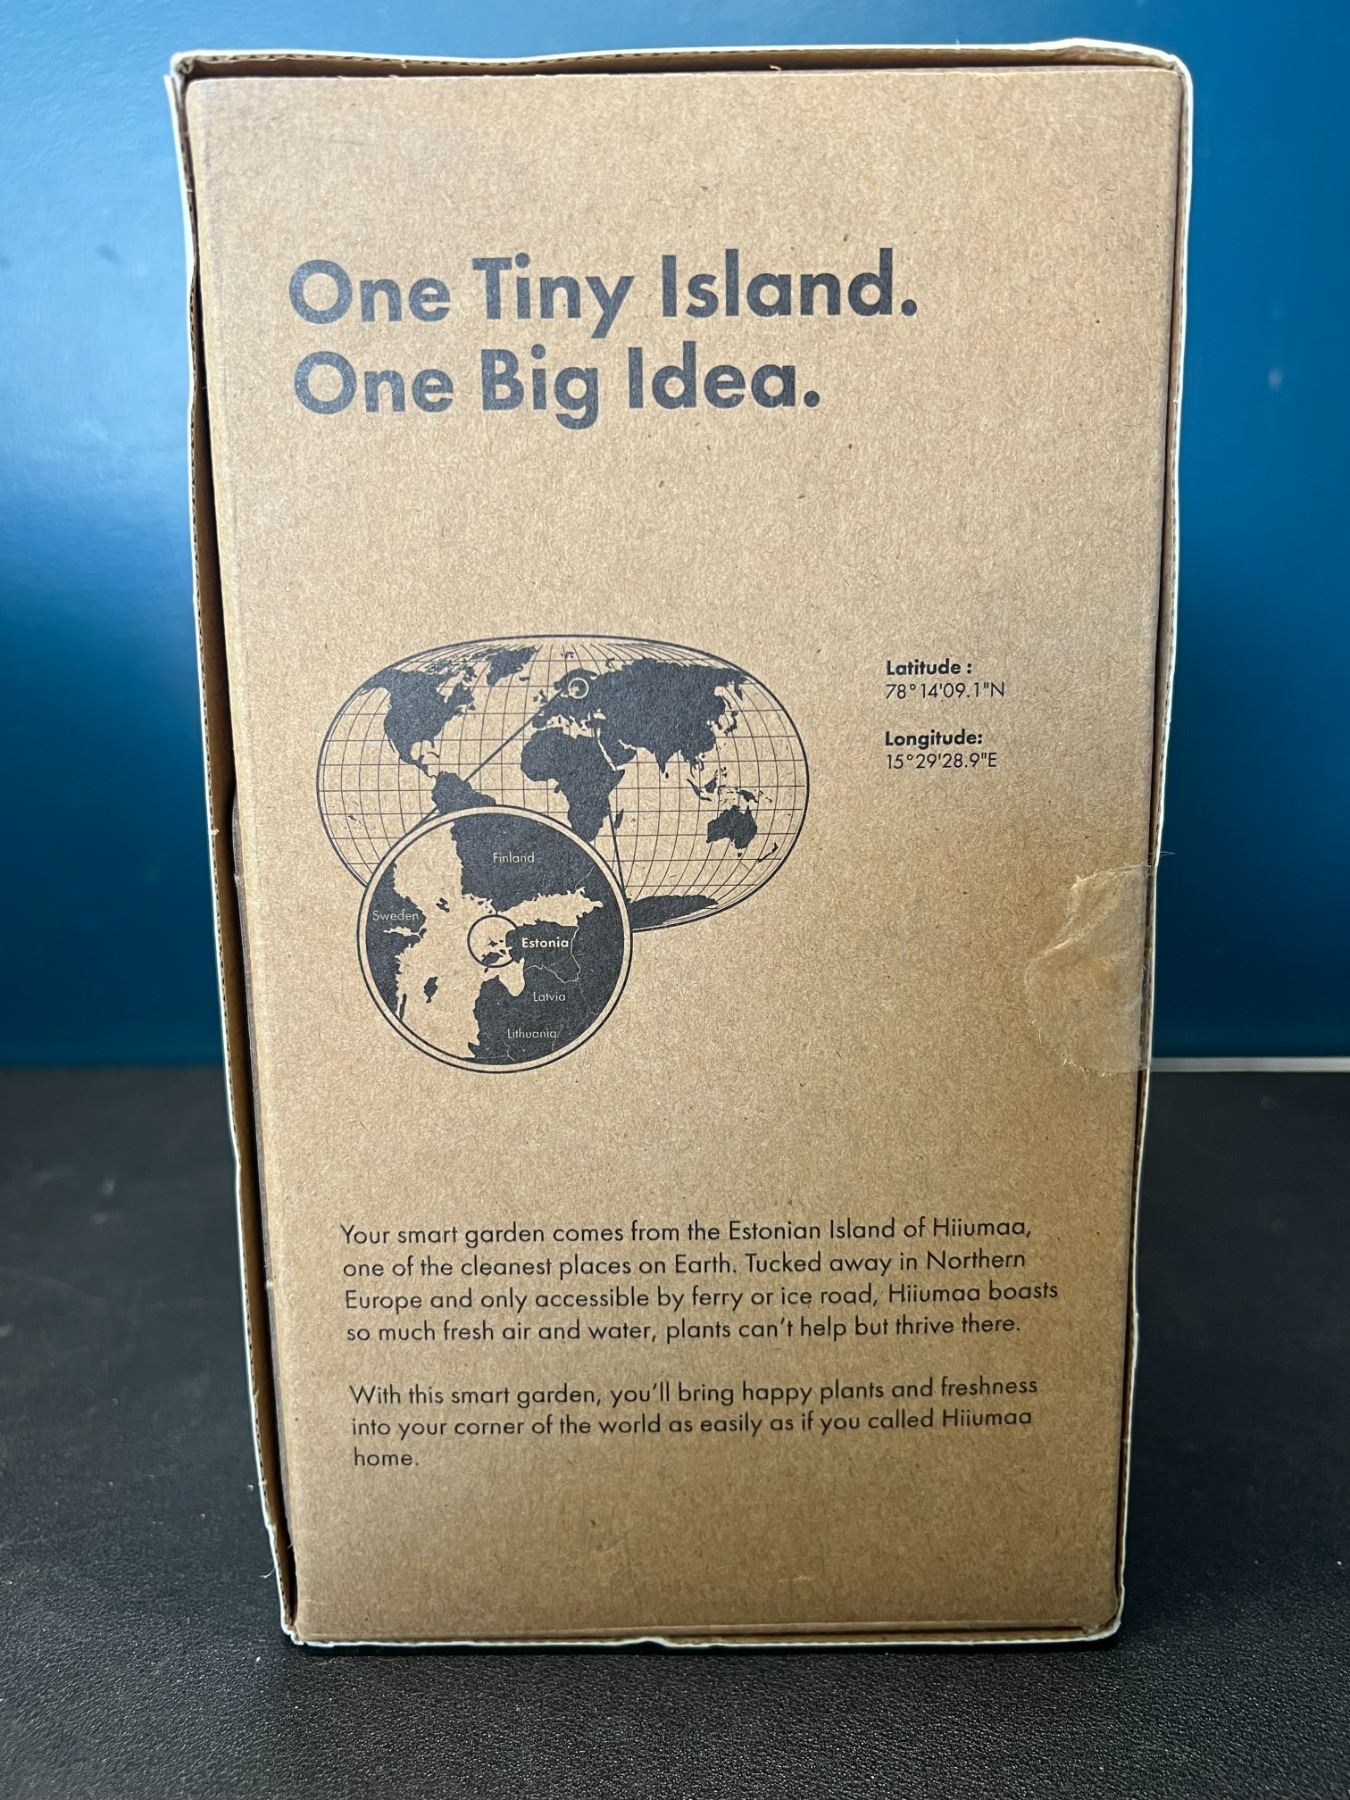 One Tiny Island.
One Big Idea.
Latitude :
78°14'09.1"N
Longitude:
15°29'28.9"E
Finland
Sweden
Estonia
Latvia
Lithuania
Your smart garden comes from the Estonian Island of Hiiumaa,
one of the cleanest places on Earth. Tucked away in Northern
Europe and only accessible by ferry or ice road, Hiiumaa boasts
so much fresh air and water, plants can't help but thrive there.
With this smart garden, you'll bring happy plants and freshness
into your corner of the world as easily as if you called Hiiumaa
home.